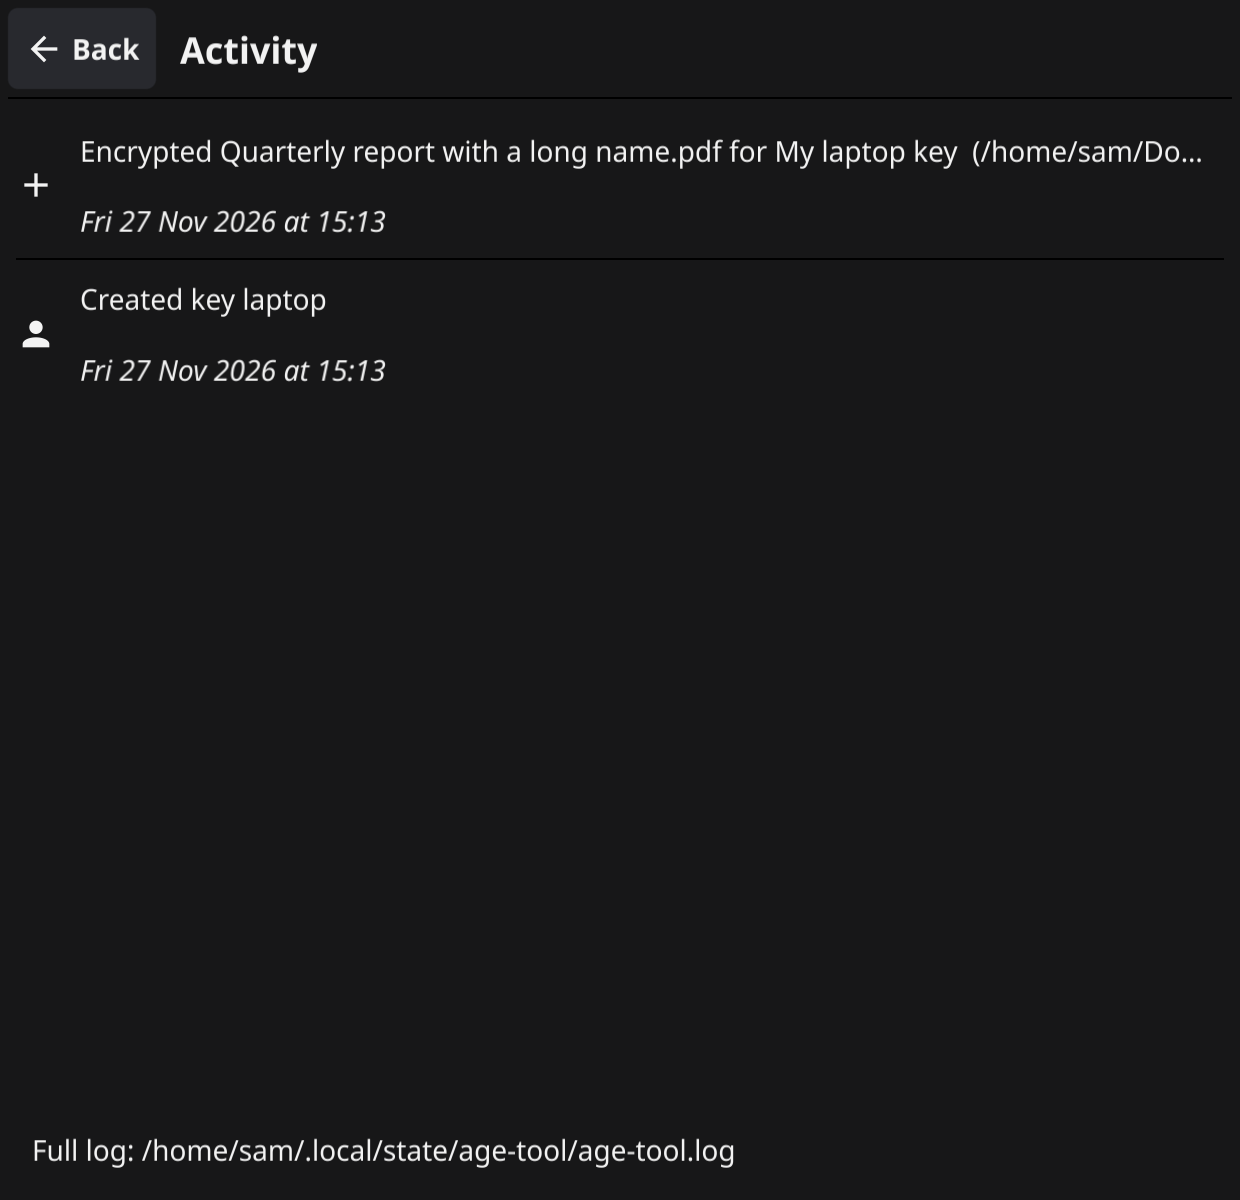 Back Activity
Encrypted Quarterly report with a long name.pdf for My laptop key  (/home/sam/Do...
Fri 27 Nov 2026 at 15:13
Created key laptop
Fri 27 Nov 2026 at 15:13
Full log: /home/sam/.local/state/age-tool/age-tool.log